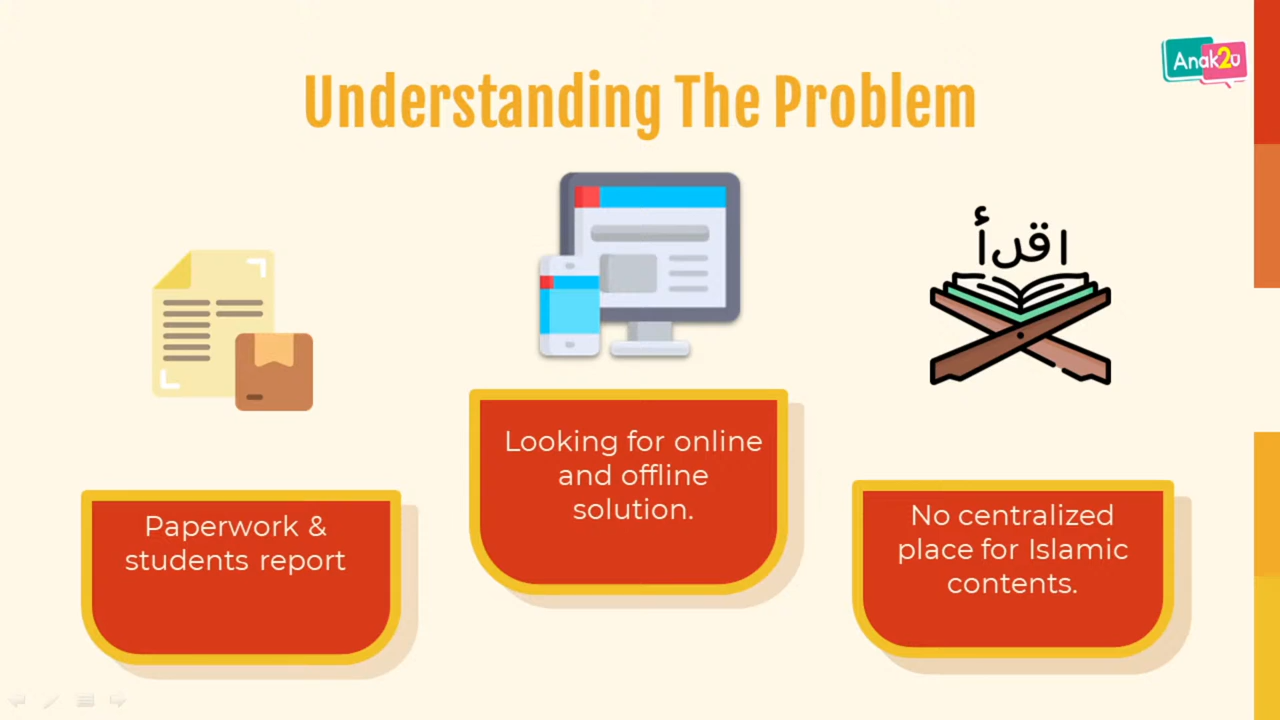 Anak2u
Understanding The Problem
اقرأ
Looking for online
and offline
solution.
Paperwork &
students report
No centralized
place for Islamic
contents.